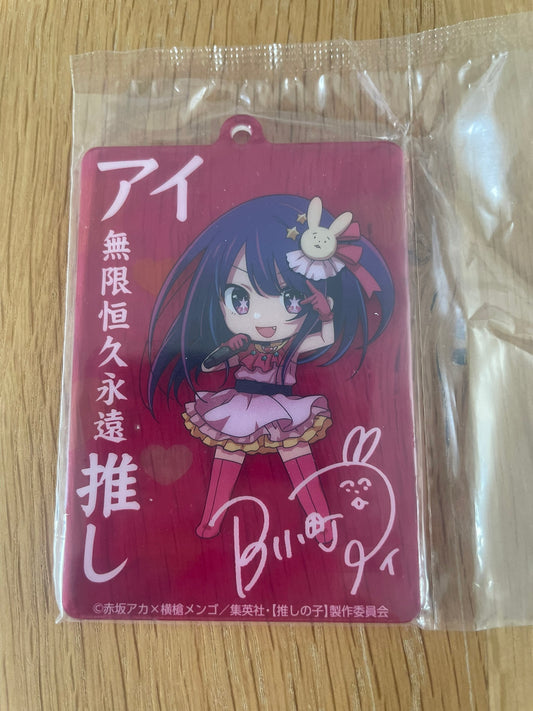 アイ
無限恒久永遠
推し
B小町アイ
©赤坂アカ×横槍メンゴ／集英社・【推しの子】製作委員会